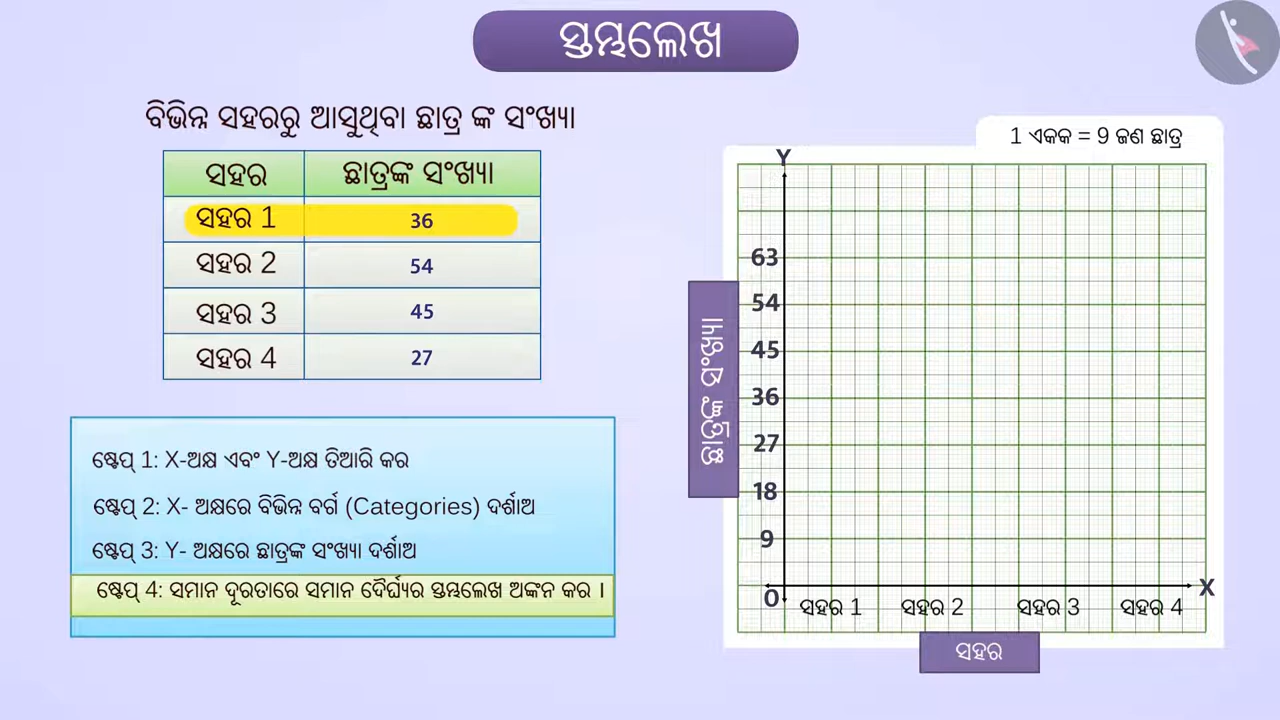 ସ୍ତମ୍ଭଲେଖ
ବିଭିନ୍ନ ସହରରୁ ଆସୁଥିବା ଛାତ୍ର ଙ୍କ ସଂଖ୍ୟା
ସହର ଛାତ୍ରଙ୍କ ସଂଖ୍ୟା
ସହର 1 36
ସହର 2 54
ସହର 3 45
ସହର 4 27
ଷ୍ଟେପ୍ 1: X-ଅକ୍ଷ ଏବଂ Y-ଅକ୍ଷ ତିଆରି କର
ଷ୍ଟେପ୍ 2: X- ଅକ୍ଷରେ ବିଭିନ୍ନ ବର୍ଗ (Categories) ଦର୍ଶାଅ
ଷ୍ଟେପ୍ 3: Y- ଅକ୍ଷରେ ଛାତ୍ରଙ୍କ ସଂଖ୍ୟା ଦର୍ଶାଅ
ଷ୍ଟେପ୍ 4: ସମାନ ଦୂରତାରେ ସମାନ ଦୈର୍ଘ୍ୟର ସ୍ତମ୍ଭଲେଖ ଅଙ୍କନ କର ।
1 ଏକକ = 9 ଜଣ ଛାତ୍ର
Y
63
54
45
36
27
18
9
O
X
ଛାତ୍ରଙ୍କ ସଂଖ୍ୟା
ସହର 1 ସହର 2 ସହର 3 ସହର 4
ସହର